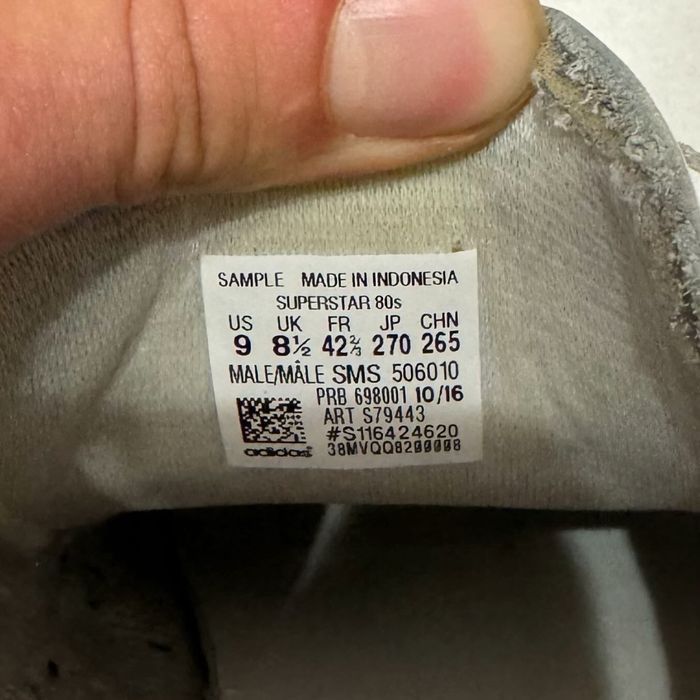 SAMPLE MADE IN INDONESIA
SUPERSTAR 80s
US UK FR JP CHN
9 8½ 42⅔ 270 265
MALE/MÂLE SMS 506010
PRB 698001 10/16
ART S79443
#S116424620
adidas 38MVQQ8200008